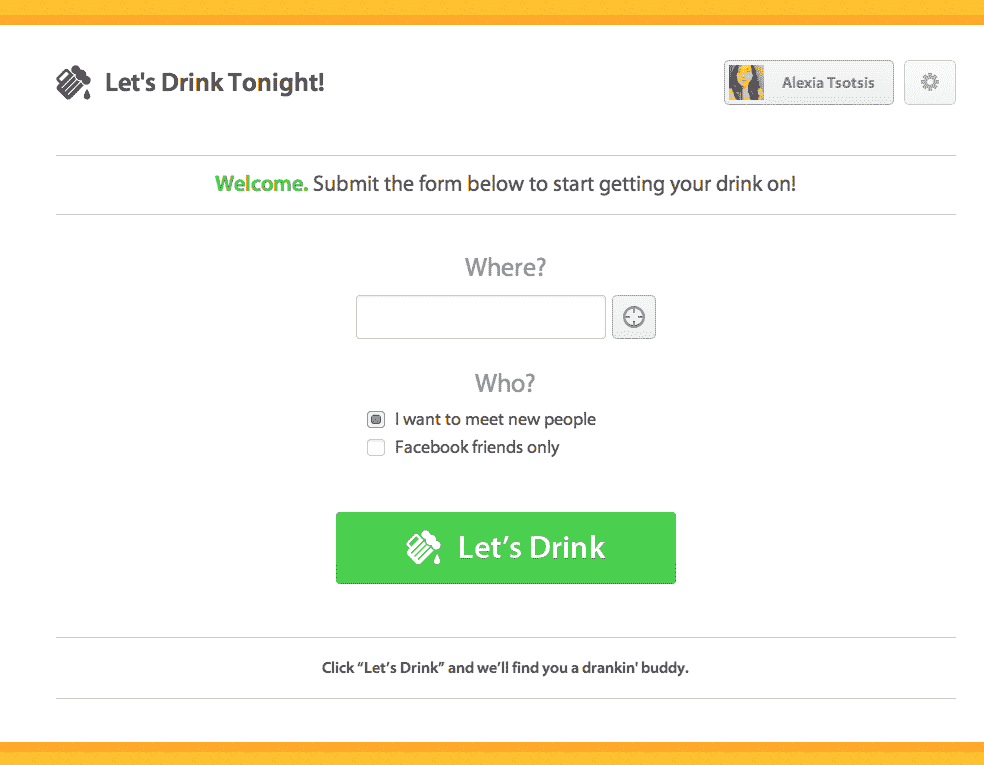 Let's Drink Tonight!
Alexia Tsotsis
Welcome. Submit the form below to start getting your drink on!
Where?
Who?
I want to meet new people
Facebook friends only
Let’s Drink
Click “Let’s Drink” and we’ll find you a drankin' buddy.